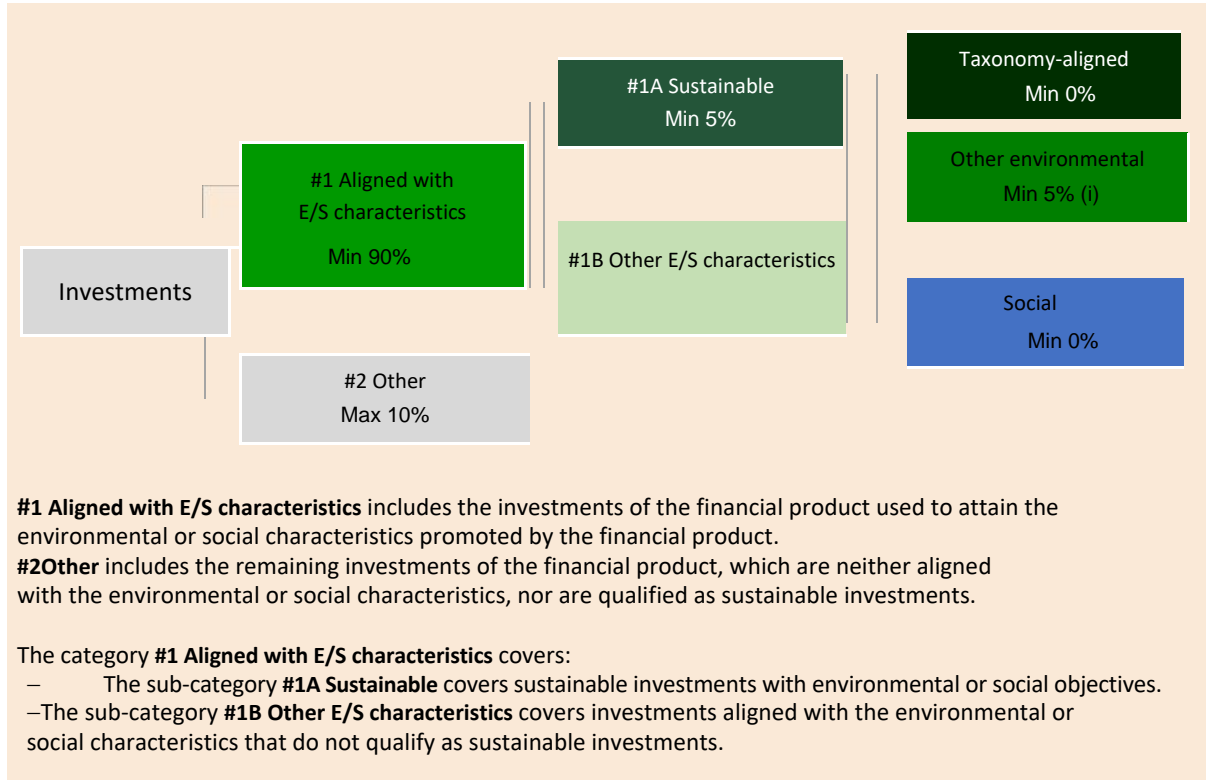 Investments
#1 Aligned with
E/S characteristics
Min 90%
#2 Other
Max 10%
#1A Sustainable
Min 5%
#1B Other E/S characteristics
Taxonomy-aligned
Min 0%
Other environmental
Min 5% (i)
Social
Min 0%
#1 Aligned with E/S characteristics includes the investments of the financial product used to attain the
environmental or social characteristics promoted by the financial product.
#2Other includes the remaining investments of the financial product, which are neither aligned
with the environmental or social characteristics, nor are qualified as sustainable investments.
The category #1 Aligned with E/S characteristics covers:
– The sub-category #1A Sustainable covers sustainable investments with environmental or social objectives.
–The sub-category #1B Other E/S characteristics covers investments aligned with the environmental or
social characteristics that do not qualify as sustainable investments.